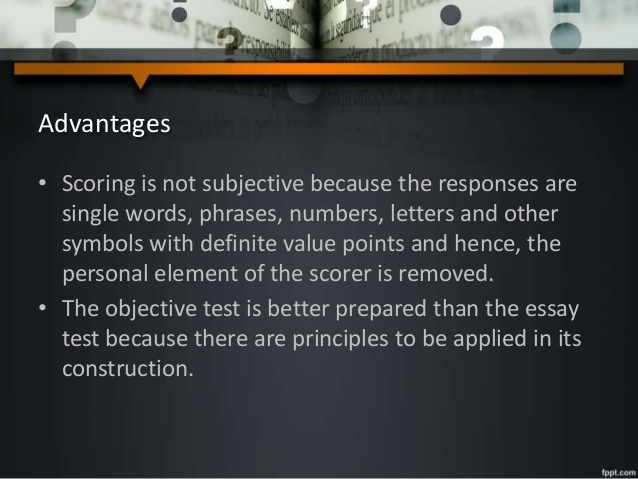 Advantages
• Scoring is not subjective because the responses are
single words, phrases, numbers, letters and other
symbols with definite value points and hence, the
personal element of the scorer is removed.
• The objective test is better prepared than the essay
test because there are principles to be applied in its
construction.
fppt.com